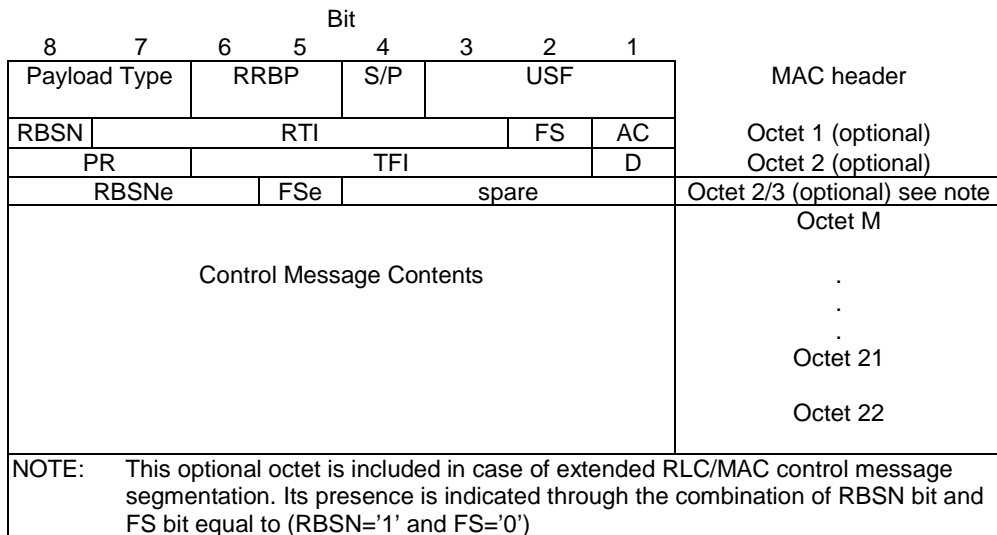 Bit
8 7 6 5 4 3 2 1
Payload Type RRBP S/P USF MAC header
RBSN RTI FS AC Octet 1 (optional)
PR TFI D Octet 2 (optional)
RBSNe FSe spare Octet 2/3 (optional) see note
Octet M
Control Message Contents .
.
.
Octet 21
Octet 22
NOTE: This optional octet is included in case of extended RLC/MAC control message
segmentation. Its presence is indicated through the combination of RBSN bit and
FS bit equal to (RBSN='1' and FS='0')